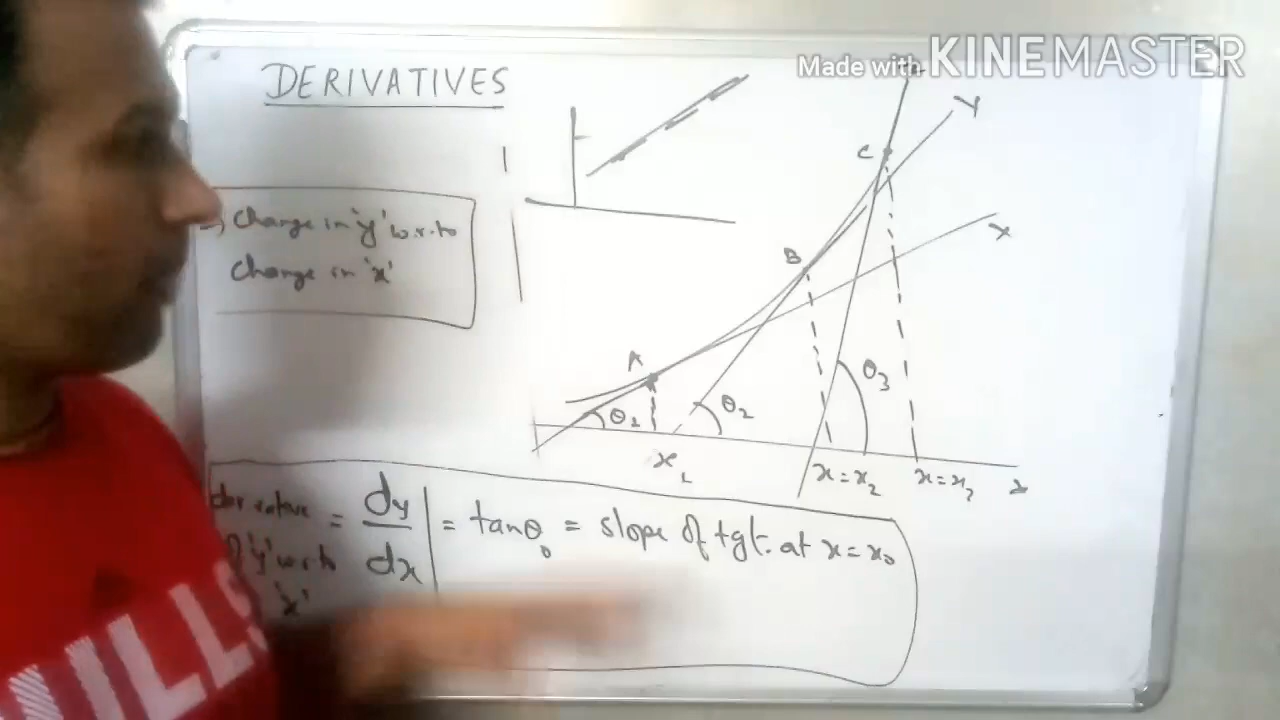 Made with KINEMASTER
DERIVATIVES
Change in 'y' w.r.to
Change in 'x'
A
B
C
X
Y
θ1
θ2
θ3
x1
x = x2
x = x3
x
derivative = dy/dx | = tanθ0 = slope of tgt. at x = x0
of 'y' w.r.to
'x'
ULLS